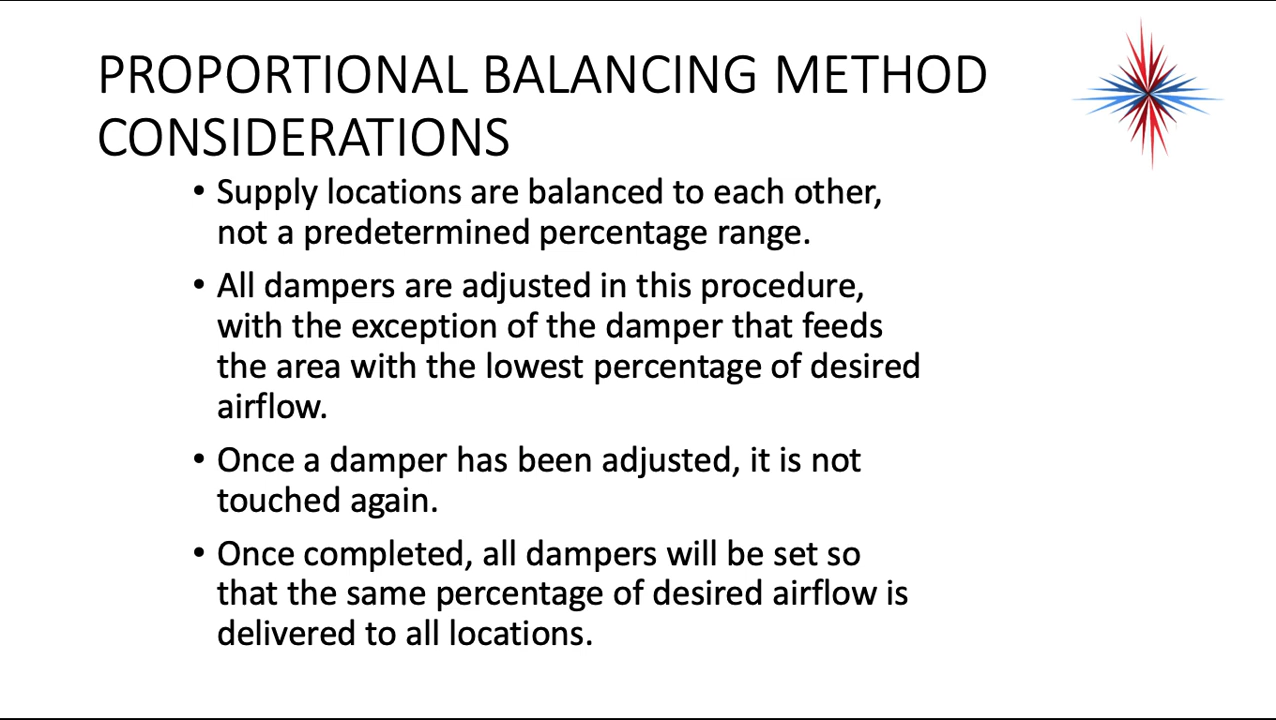 PROPORTIONAL BALANCING METHOD
CONSIDERATIONS
• Supply locations are balanced to each other,
not a predetermined percentage range.
• All dampers are adjusted in this procedure,
with the exception of the damper that feeds
the area with the lowest percentage of desired
airflow.
• Once a damper has been adjusted, it is not
touched again.
• Once completed, all dampers will be set so
that the same percentage of desired airflow is
delivered to all locations.